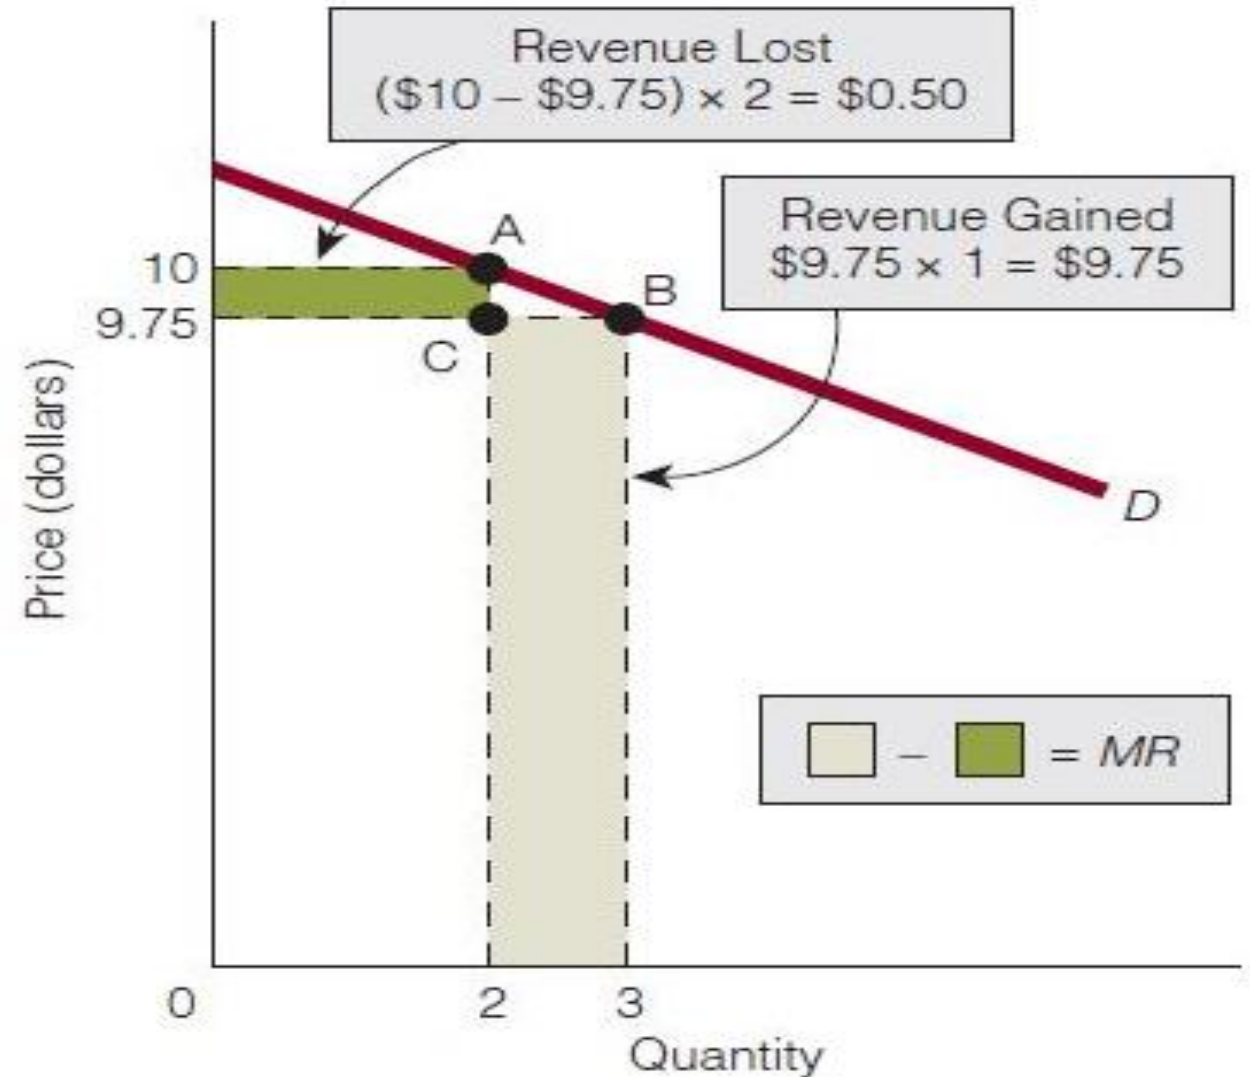 Revenue Lost
($10 – $9.75) × 2 = $0.50
Revenue Gained
$9.75 × 1 = $9.75
A
10
B
9.75
C
Price (dollars)
D
– = MR
0
2
3
Quantity